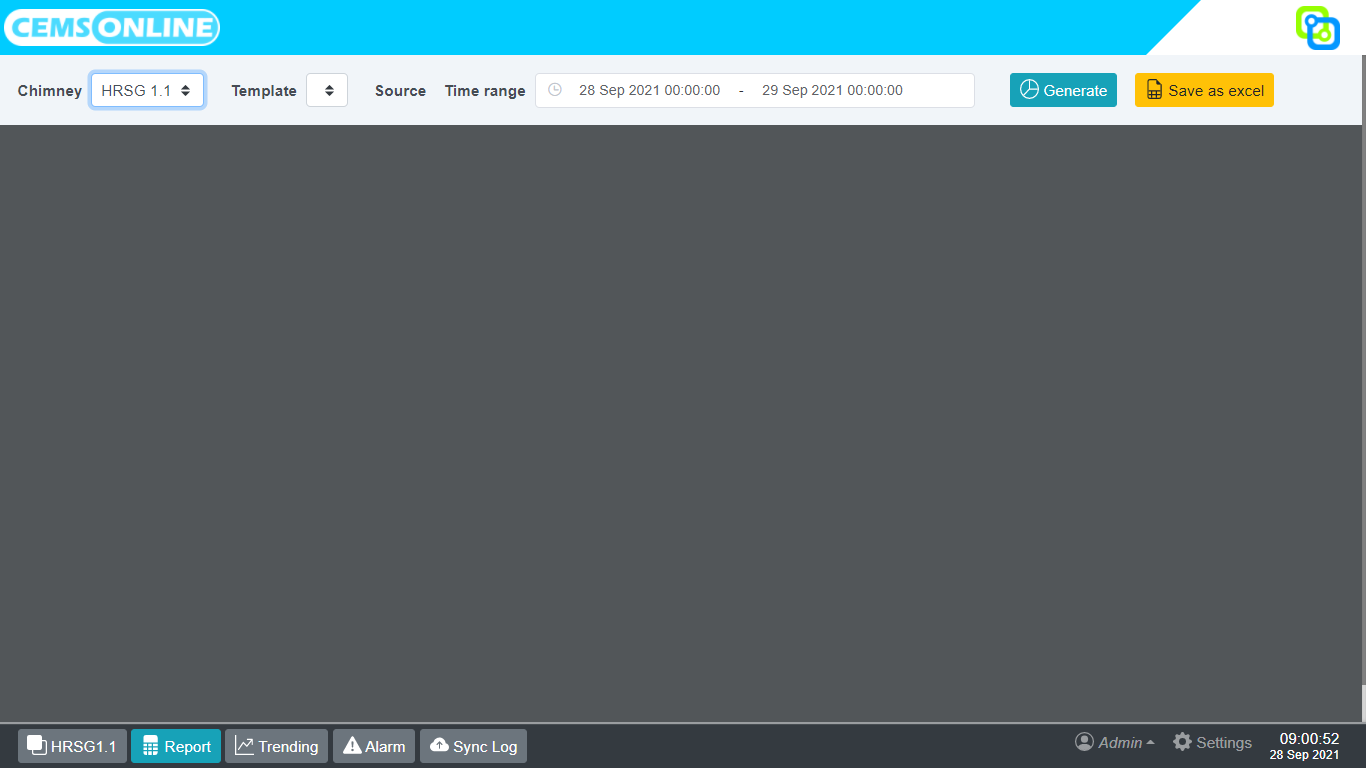 CEMSONLINE
Chimney HRSG 1.1 Template Source Time range 28 Sep 2021 00:00:00 - 29 Sep 2021 00:00:00 Generate Save as excel
HRSG1.1 Report Trending Alarm Sync Log Admin Settings 09:00:52
28 Sep 2021